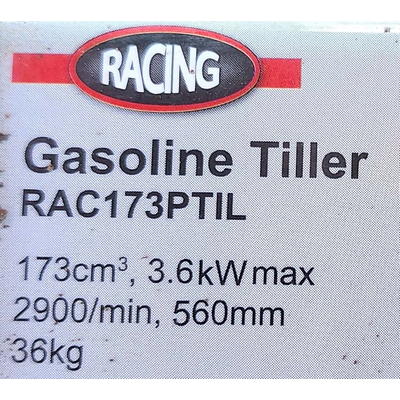 RACING
Gasoline Tiller
RAC173PTIL
173cm³, 3.6kW max
2900/min, 560mm
36kg